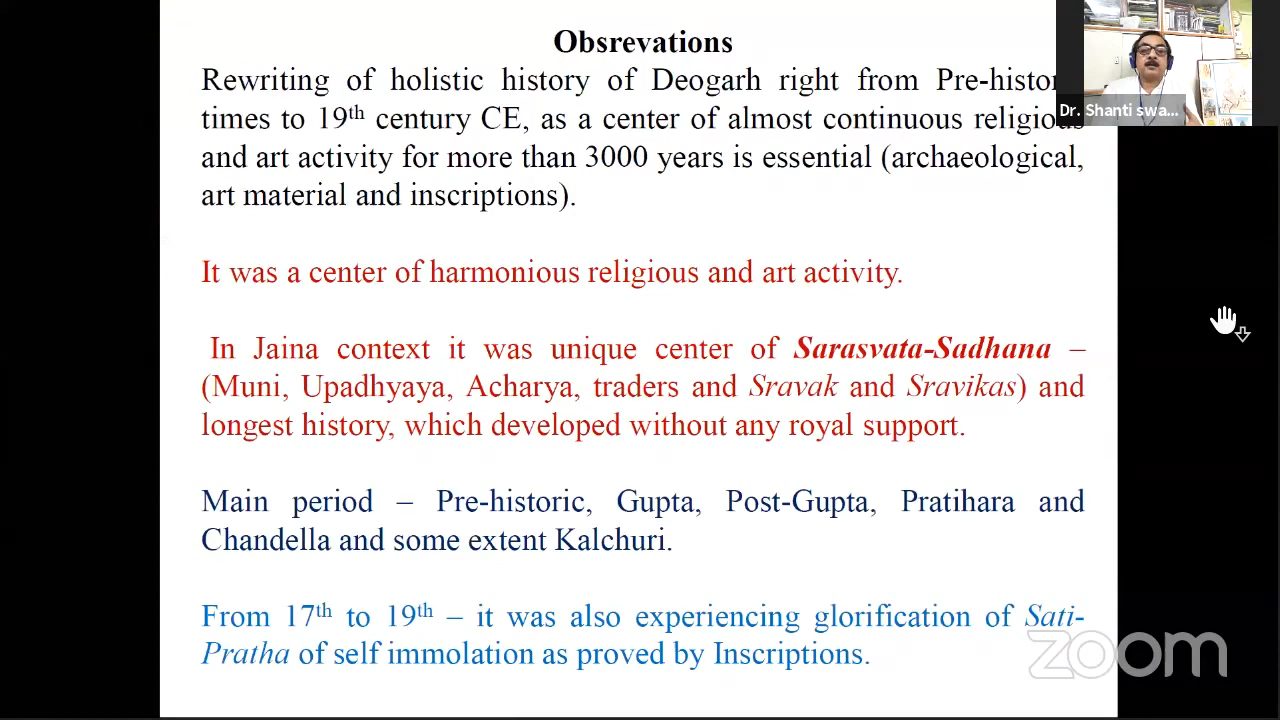 Obsrevations
Rewriting of holistic history of Deogarh right from Pre-histor
times to 19th century CE, as a center of almost continuous religious
and art activity for more than 3000 years is essential (archaeological,
art material and inscriptions).
It was a center of harmonious religious and art activity.
In Jaina context it was unique center of Sarasvata-Sadhana –
(Muni, Upadhyaya, Acharya, traders and Sravak and Sravikas) and
longest history, which developed without any royal support.
Main period – Pre-historic, Gupta, Post-Gupta, Pratihara and
Chandella and some extent Kalchuri.
From 17th to 19th – it was also experiencing glorification of Sati-
Pratha of self immolation as proved by Inscriptions.
Dr. Shanti swa...
zoom